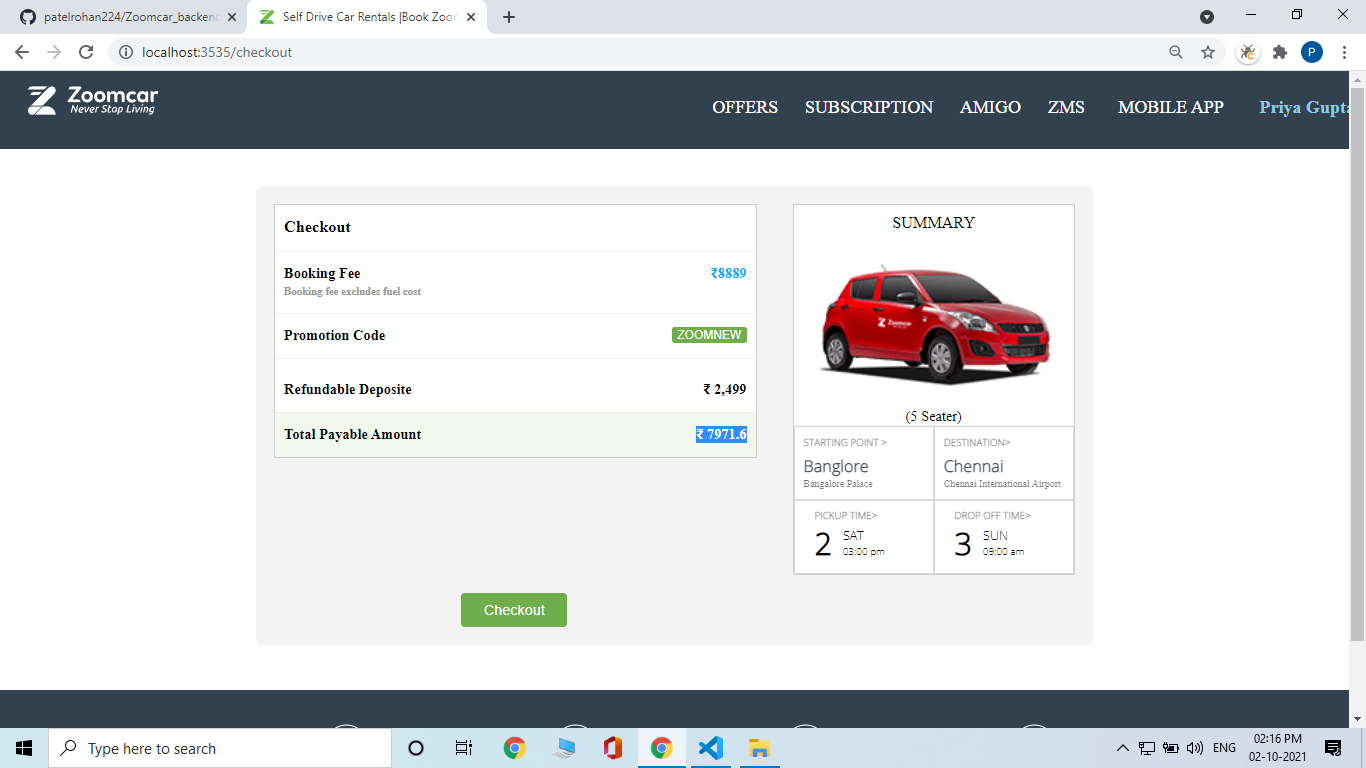 patelrohan224/Zoomcar_backend
Self Drive Car Rentals |Book Zoom
localhost:3535/checkout
P
Zoomcar
Never Stop Living
OFFERS SUBSCRIPTION AMIGO ZMS MOBILE APP Priya Gupta
Checkout
Booking Fee ₹8889
Booking fee excludes fuel cost
Promotion Code ZOOMNEW
Refundable Deposite ₹ 2,499
Total Payable Amount ₹ 7971.6
Checkout
SUMMARY
Zoomcar
(5 Seater)
STARTING POINT >
Banglore
Bangalore Palace
DESTINATION>
Chennai
Chennai International Airport
PICKUP TIME>
2 SAT
03:00 pm
DROP OFF TIME>
3 SUN
09:00 am
Type here to search
ENG
02:16 PM
02-10-2021